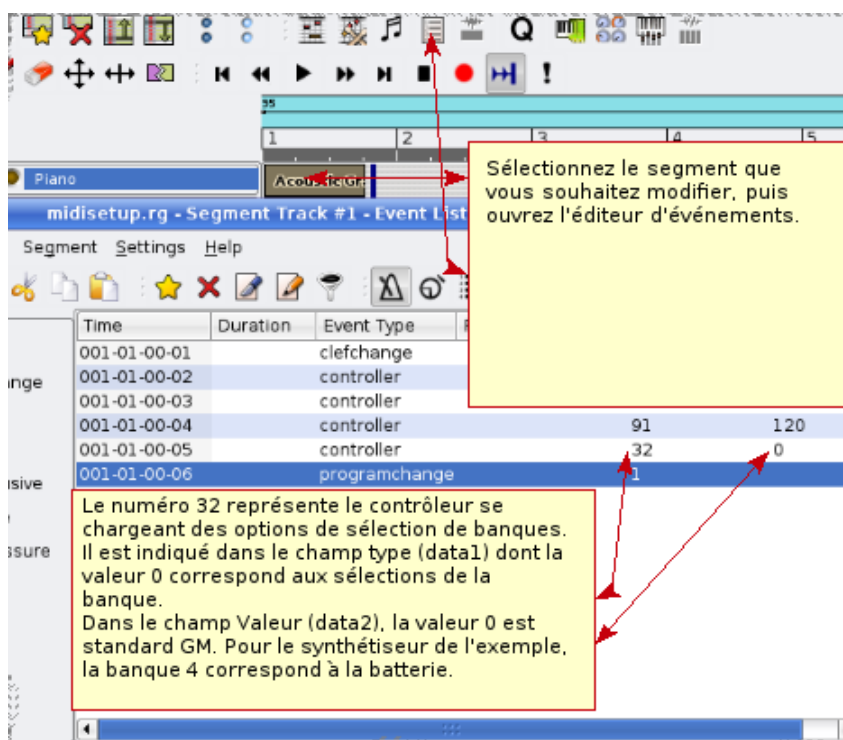 Q
!
95
1 2 3 4 5
Piano
Sélectionnez le segment que
vous souhaitez modifier, puis
ouvrez l'éditeur d'événements.
midisetup.rg - Segment Track #1 - Event List
Segment Settings Help
Time Duration Event Type
001-01-00-01 clefchange
001-01-00-02 controller
001-01-00-03 controller
001-01-00-04 controller 91 120
001-01-00-05 controller 32 0
001-01-00-06 programchange 1
Le numéro 32 représente le contrôleur se
chargeant des options de sélection de banques.
Il est indiqué dans le champ type (data1) dont la
valeur 0 correspond aux sélections de la
banque.
Dans le champ Valeur (data2), la valeur 0 est
standard GM. Pour le synthétiseur de l'exemple,
la banque 4 correspond à la batterie.